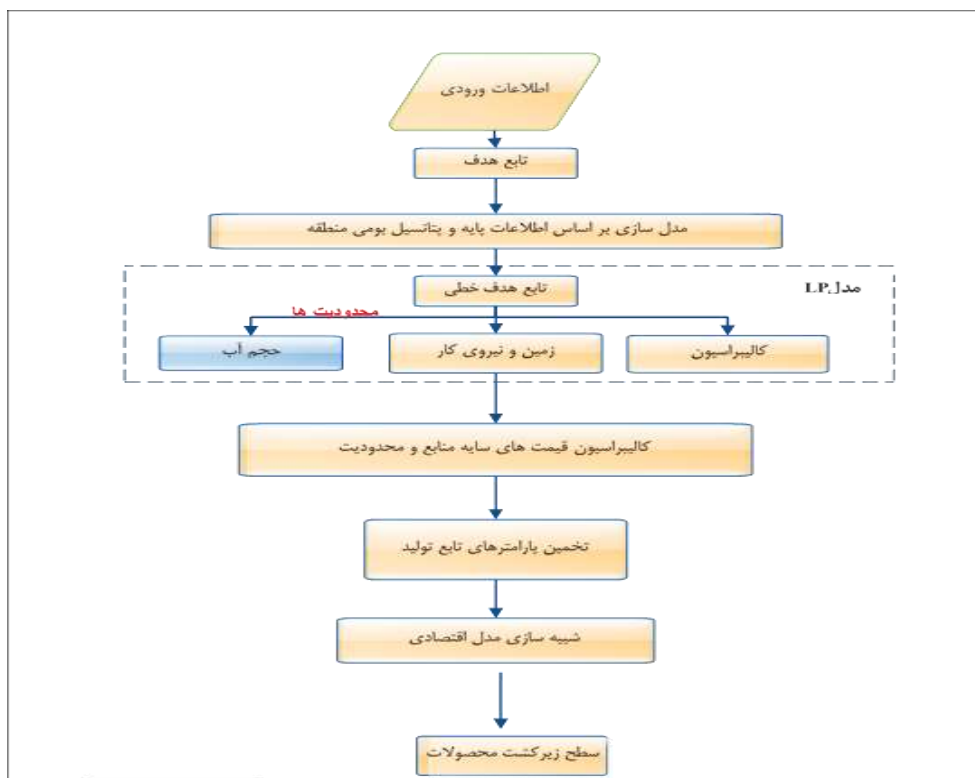 اطلاعات ورودی
تابع هدف
مدل سازی بر اساس اطلاعات پایه و پتانسیل بومی منطقه
مدل LP
تابع هدف خطی
محدودیت ها
کالیبراسیون
زمین و نیروی کار
حجم آب
کالیبراسیون قیمت های سایه منابع و محدودیت
تخمین پارامترهای تابع تولید
شبیه سازی مدل اقتصادی
سطح زیرکشت محصولات